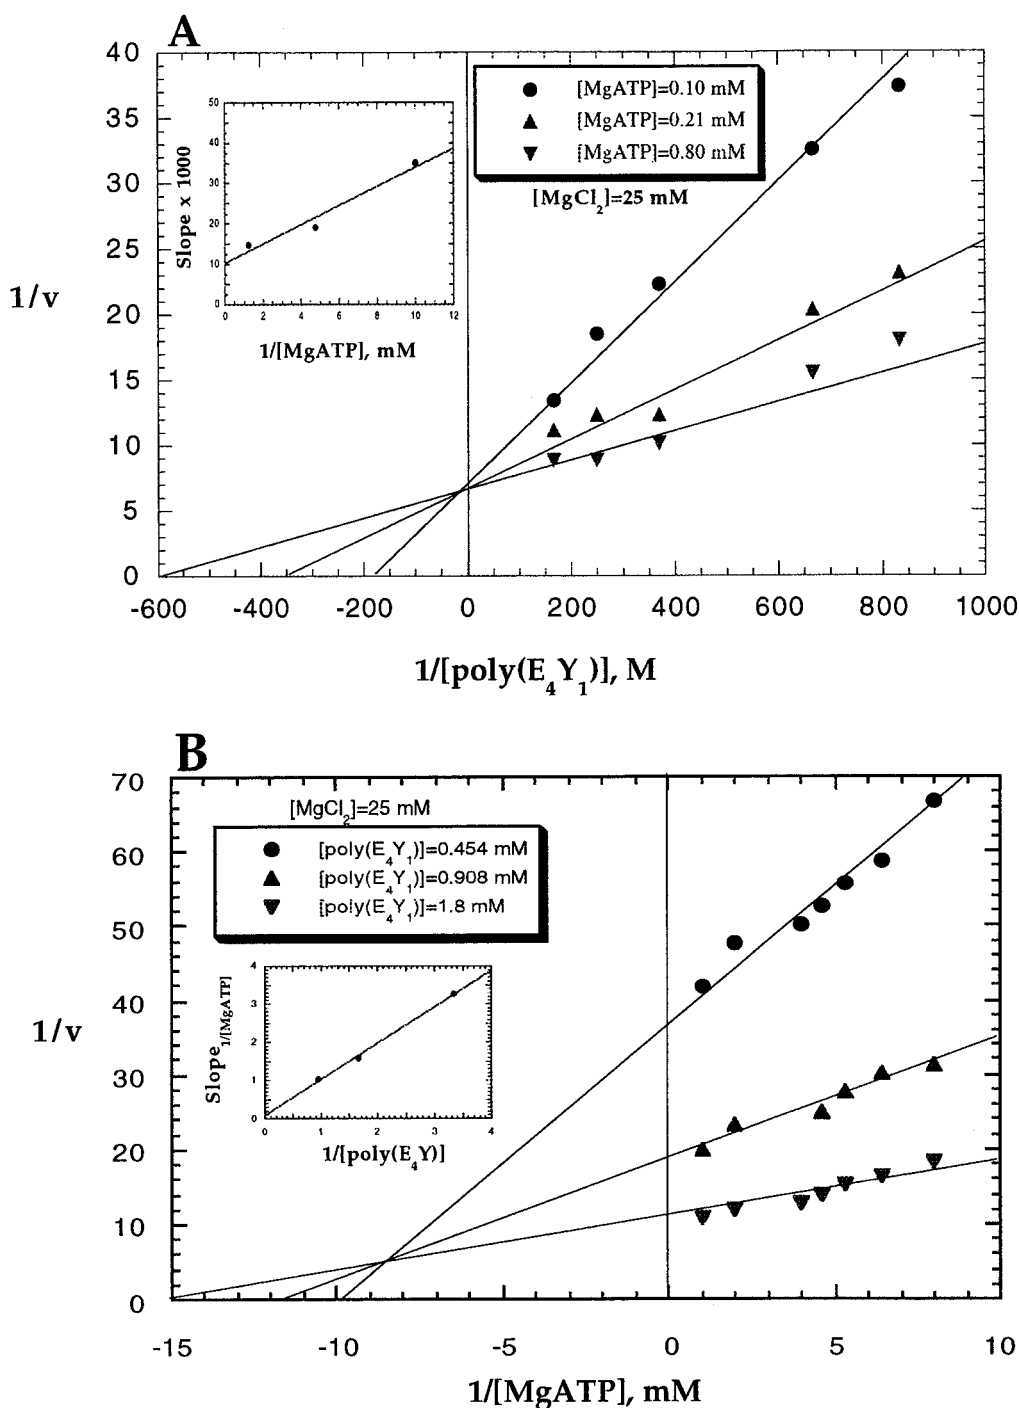 A
40
35
30
25
20
15
10
5
0
1/v
-600 -400 -200 0 200 400 600 800 1000
1/[poly(E4Y1)], M
[MgATP]=0.10 mM
[MgATP]=0.21 mM
[MgATP]=0.80 mM
[MgCl2]=25 mM
50
40
30
20
10
0
Slope x 1000
0 2 4 6 8 10 12
1/[MgATP], mM
B
70
60
50
40
30
20
10
0
1/v
-15 -10 -5 0 5 10
1/[MgATP], mM
[MgCl2]=25 mM
[poly(E4Y1)]=0.454 mM
[poly(E4Y1)]=0.908 mM
[poly(E4Y1)]=1.8 mM
4
3
2
1
0
Slope1/[MgATP]
0 1 2 3 4
1/[poly(E4Y)]